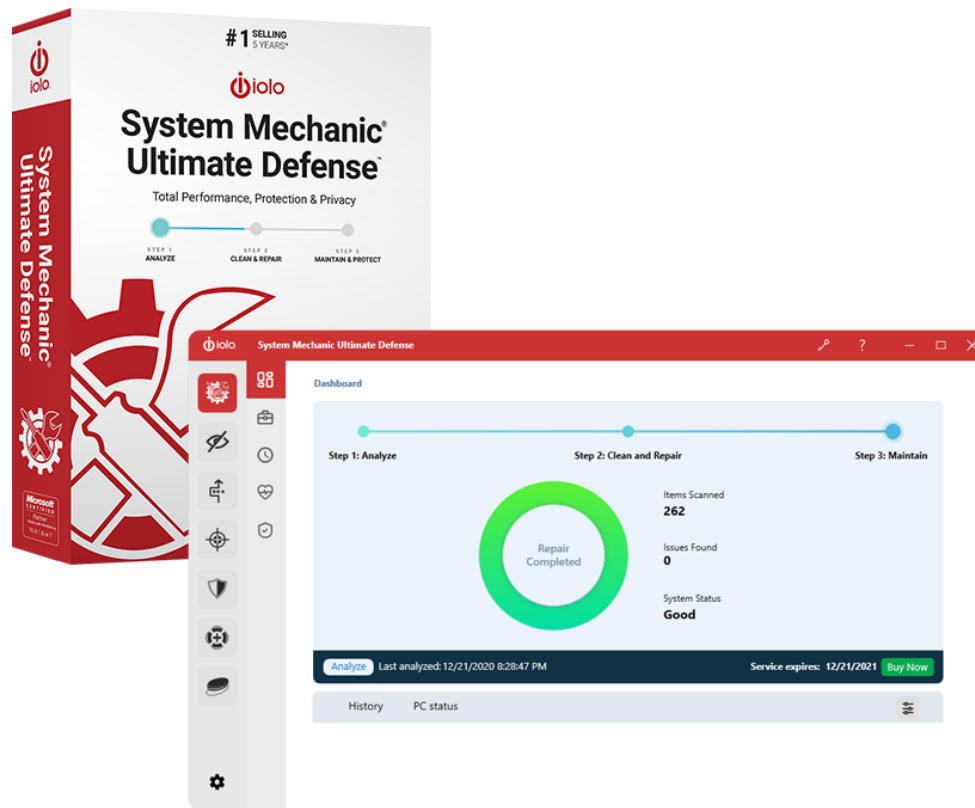 #1 SELLING
5 YEARS*
iolo
System Mechanic®
Ultimate Defense™
Total Performance, Protection & Privacy
STEP 1
ANALYZE
STEP 2
CLEAN & REPAIR
STEP 3
MAINTAIN & PROTECT
iolo
System Mechanic®
Ultimate Defense™
Microsoft
CERTIFIED
Partner
iolo
System Mechanic Ultimate Defense
?
Dashboard
Step 1: Analyze
Step 2: Clean and Repair
Step 3: Maintain
Repair
Completed
Items Scanned
262
Issues Found
0
System Status
Good
Analyze
Last analyzed: 12/21/2020 8:28:47 PM
Service expires: 12/21/2021
Buy Now
History
PC status